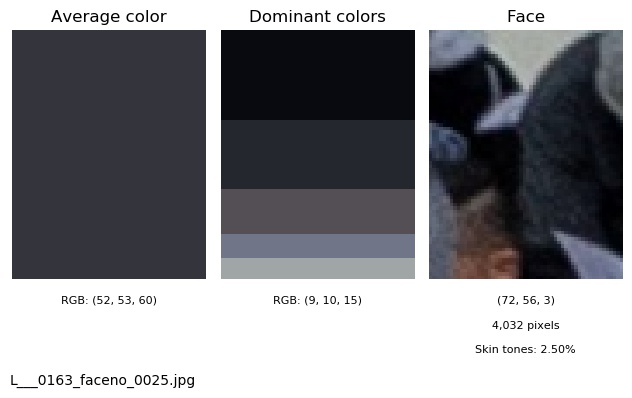 Average color
Dominant colors
Face
RGB: (52, 53, 60)
RGB: (9, 10, 15)
(72, 56, 3)
4,032 pixels
Skin tones: 2.50%
L___0163_faceno_0025.jpg